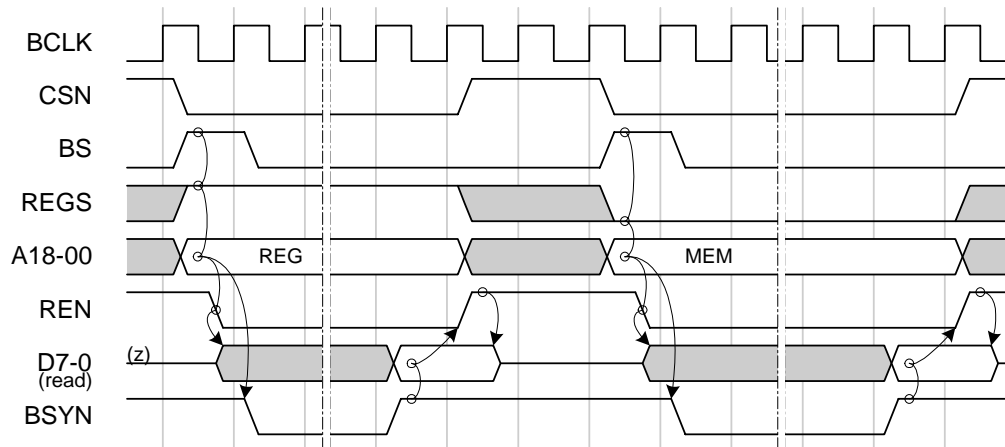 BCLK
CSN
BS
REGS
A18-00 REG MEM
REN
D7-0 (z)
(read)
BSYN